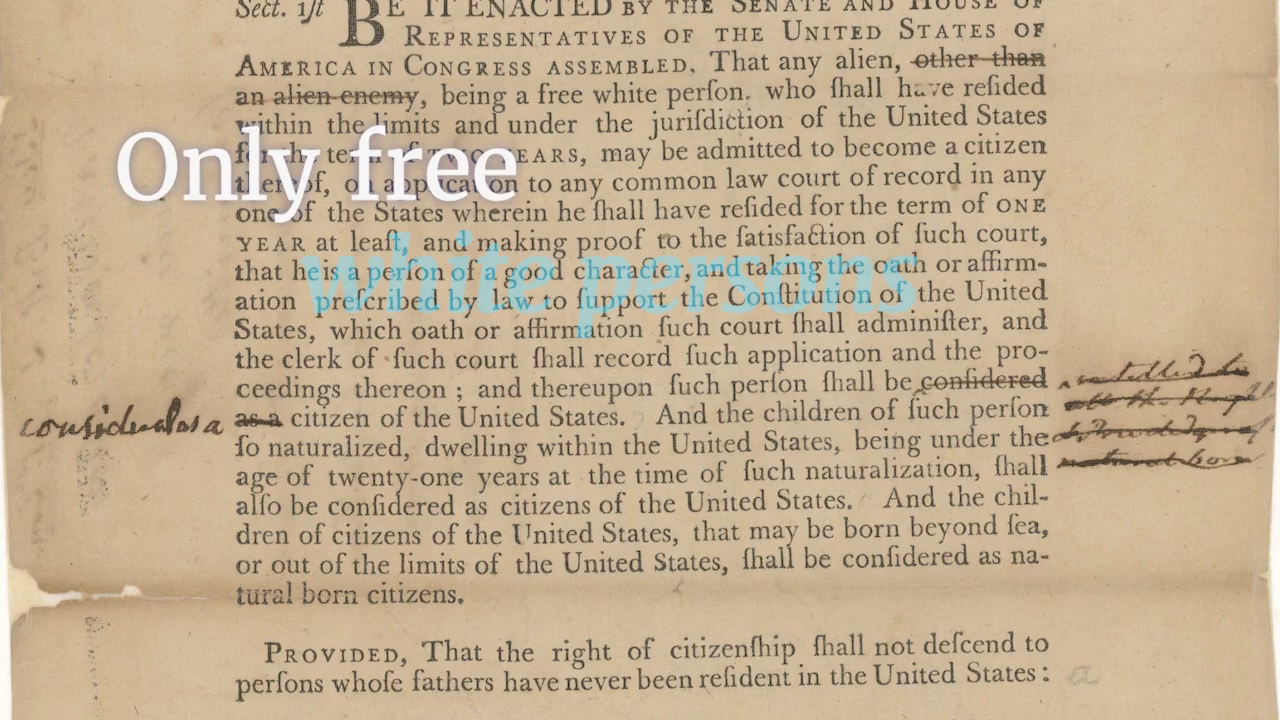 Sect. 1ſt BE IT ENACTED BY THE SENATE AND HOUSE OF
REPRESENTATIVES OF THE UNITED STATES OF
AMERICA IN CONGRESS ASSEMBLED, That any alien, other than
an alien enemy, being a free white perſon, who ſhall have reſided
within the limits and under the juriſdiction of the United States
for the term of TWO YEARS, may be admitted to become a citizen
thereof, on application to any common law court of record in any
one of the States wherein he ſhall have reſided for the term of ONE
YEAR at leaſt, and making proof to the ſatisfaction of ſuch court,
that he is a perſon of a good character, and taking the oath or affirm-
ation preſcribed by law to ſupport the Conſtitution of the United
States, which oath or affirmation ſuch court ſhall adminiſter, and
the clerk of ſuch court ſhall record ſuch application and the pro-
ceedings thereon ; and thereupon ſuch perſon ſhall be conſidered
as a citizen of the United States. And the children of ſuch perſon
ſo naturalized, dwelling within the United States, being under the
age of twenty-one years at the time of ſuch naturalization, ſhall
alſo be conſidered as citizens of the United States. And the chil-
dren of citizens of the United States, that may be born beyond ſea,
or out of the limits of the United States, ſhall be conſidered as na-
tural born citizens.
PROVIDED, That the right of citizenſhip ſhall not deſcend to
perſons whoſe fathers have never been reſident in the United States :
Only free
white persons
considered as a
natural born